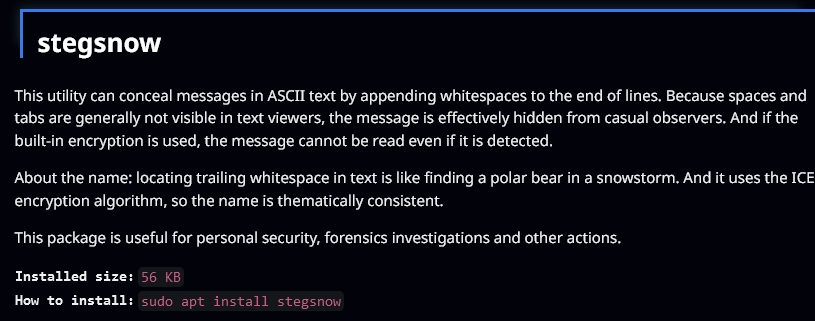 stegsnow
This utility can conceal messages in ASCII text by appending whitespaces to the end of lines. Because spaces and
tabs are generally not visible in text viewers, the message is effectively hidden from casual observers. And if the
built-in encryption is used, the message cannot be read even if it is detected.
About the name: locating trailing whitespace in text is like finding a polar bear in a snowstorm. And it uses the ICE
encryption algorithm, so the name is thematically consistent.
This package is useful for personal security, forensics investigations and other actions.
Installed size: 56 KB
How to install: sudo apt install stegsnow